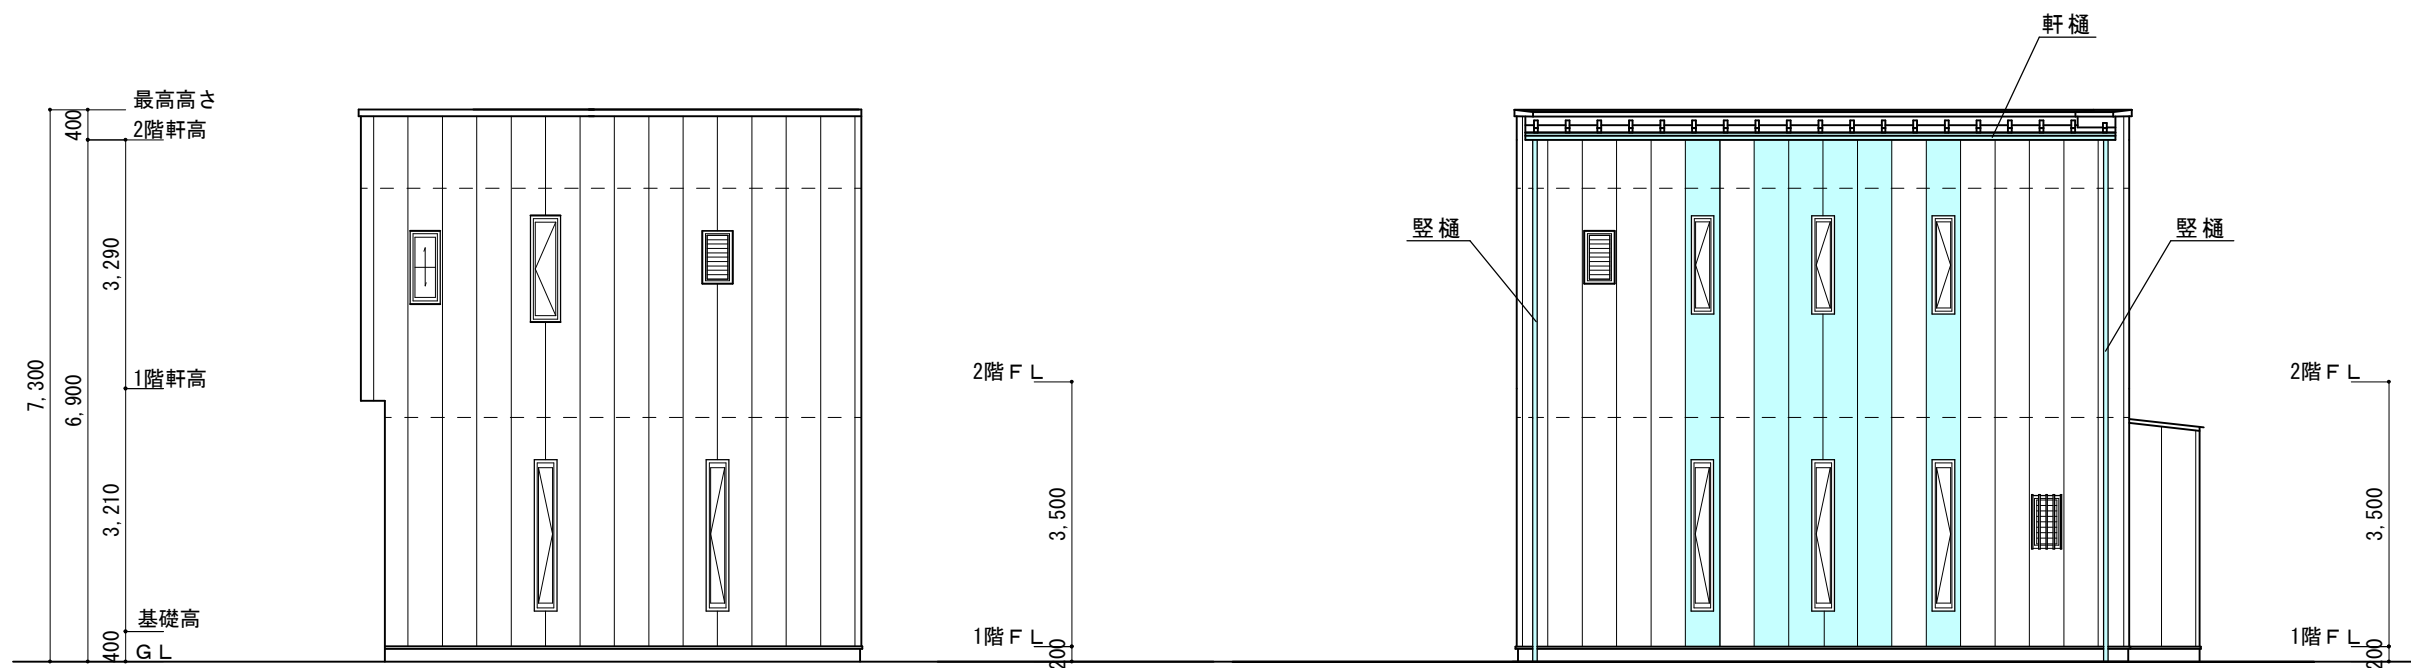 軒樋
最高高さ
400
2階軒高
竪樋
竪樋
3,290
7,300
6,900
1階軒高
2階ＦＬ
2階ＦＬ
3,210
3,500
3,500
基礎高
400
ＧＬ
1階ＦＬ
200
1階ＦＬ
200